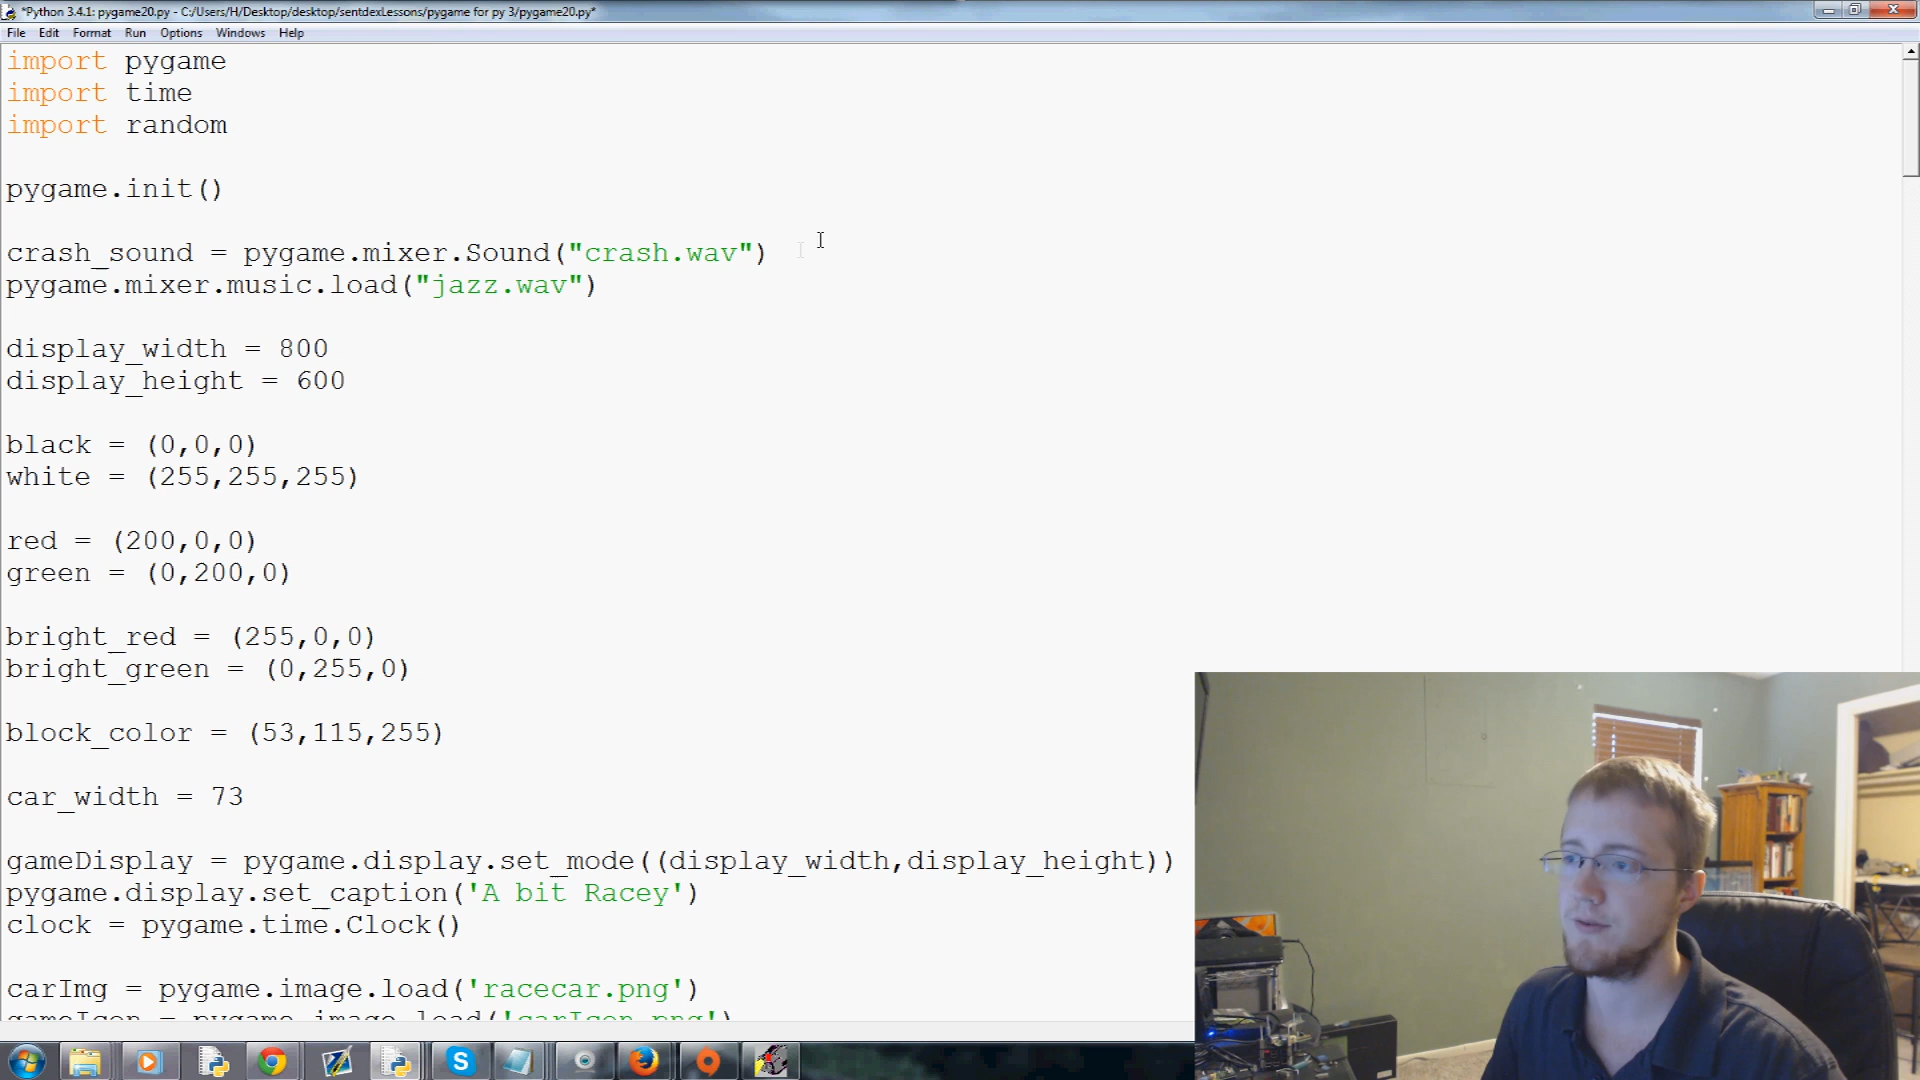 *Python 3.4.1: pygame20.py - C:/Users/H/Desktop/desktop/sentdexLessons/pygame for py 3/pygame20.py*
File Edit Format Run Options Windows Help
import pygame
import time
import random
pygame.init()
crash_sound = pygame.mixer.Sound("crash.wav")
pygame.mixer.music.load("jazz.wav")
display_width = 800
display_height = 600
black = (0,0,0)
white = (255,255,255)
red = (200,0,0)
green = (0,200,0)
bright_red = (255,0,0)
bright_green = (0,255,0)
block_color = (53,115,255)
car_width = 73
gameDisplay = pygame.display.set_mode((display_width,display_height))
pygame.display.set_caption('A bit Racey')
clock = pygame.time.Clock()
carImg = pygame.image.load('racecar.png')
gameIcon = pygame.image.load('carIcon.png')